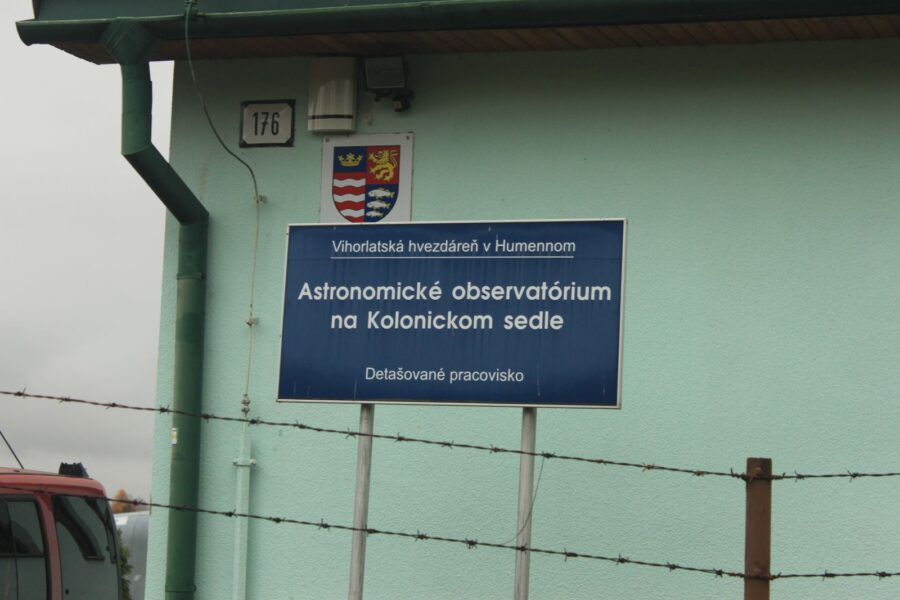 176
Vihorlatská hvezdáreň v Humennom
Astronomické observatórium
na Kolonickom sedle
Detašované pracovisko